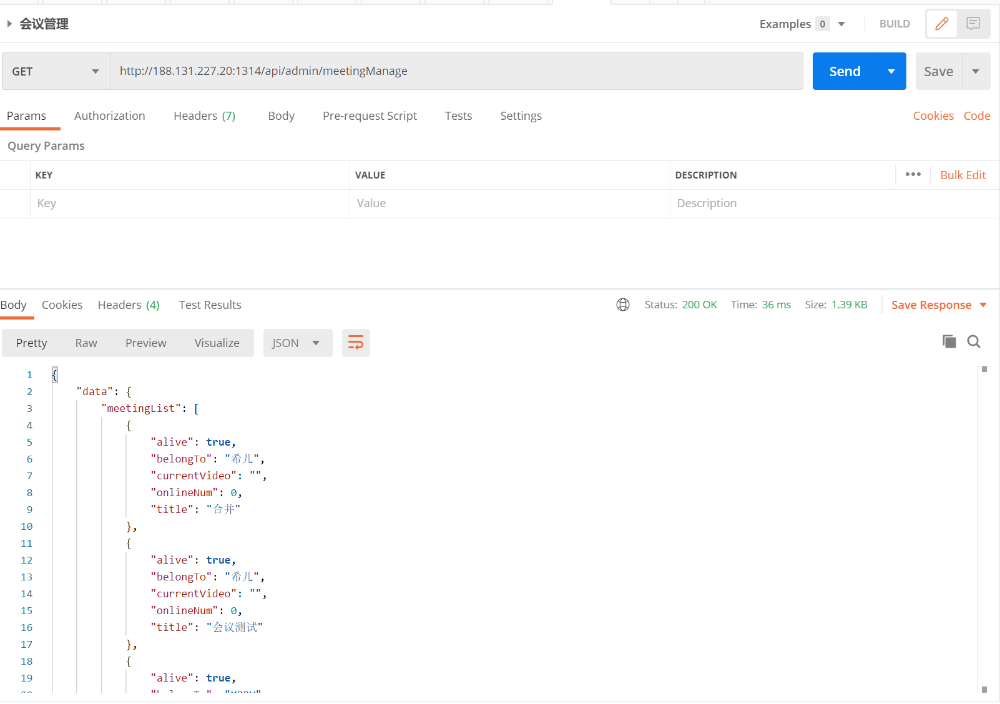 会议管理 Examples 0 BUILD
GET http://188.131.227.20:1314/api/admin/meetingManage Send Save
Params Authorization Headers (7) Body Pre-request Script Tests Settings Cookies Code
Query Params
KEY VALUE DESCRIPTION ••• Bulk Edit
Key Value Description
Body Cookies Headers (4) Test Results Status: 200 OK Time: 36 ms Size: 1.39 KB Save Response
Pretty Raw Preview Visualize JSON
1 {
2 "data": {
3 "meetingList": [
4 {
5 "alive": true,
6 "belongTo": "希儿",
7 "currentVideo": "",
8 "onlineNum": 0,
9 "title": "合并"
10 },
11 {
12 "alive": true,
13 "belongTo": "希儿",
14 "currentVideo": "",
15 "onlineNum": 0,
16 "title": "会议测试"
17 },
18 {
19 "alive": true,